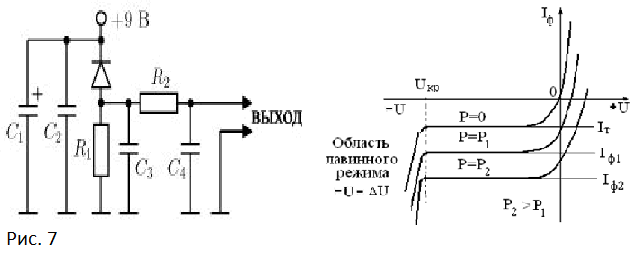 +9 В
+
C1
C2
R1
R2
C3
C4
ВЫХОД
Рис. 7
Iф
0
Uкр
-U
+U
P=0
Iт
P=P1
Iф1
P=P2
Iф2
Область
лавинного
режима
-U - ΔU
P2 > P1